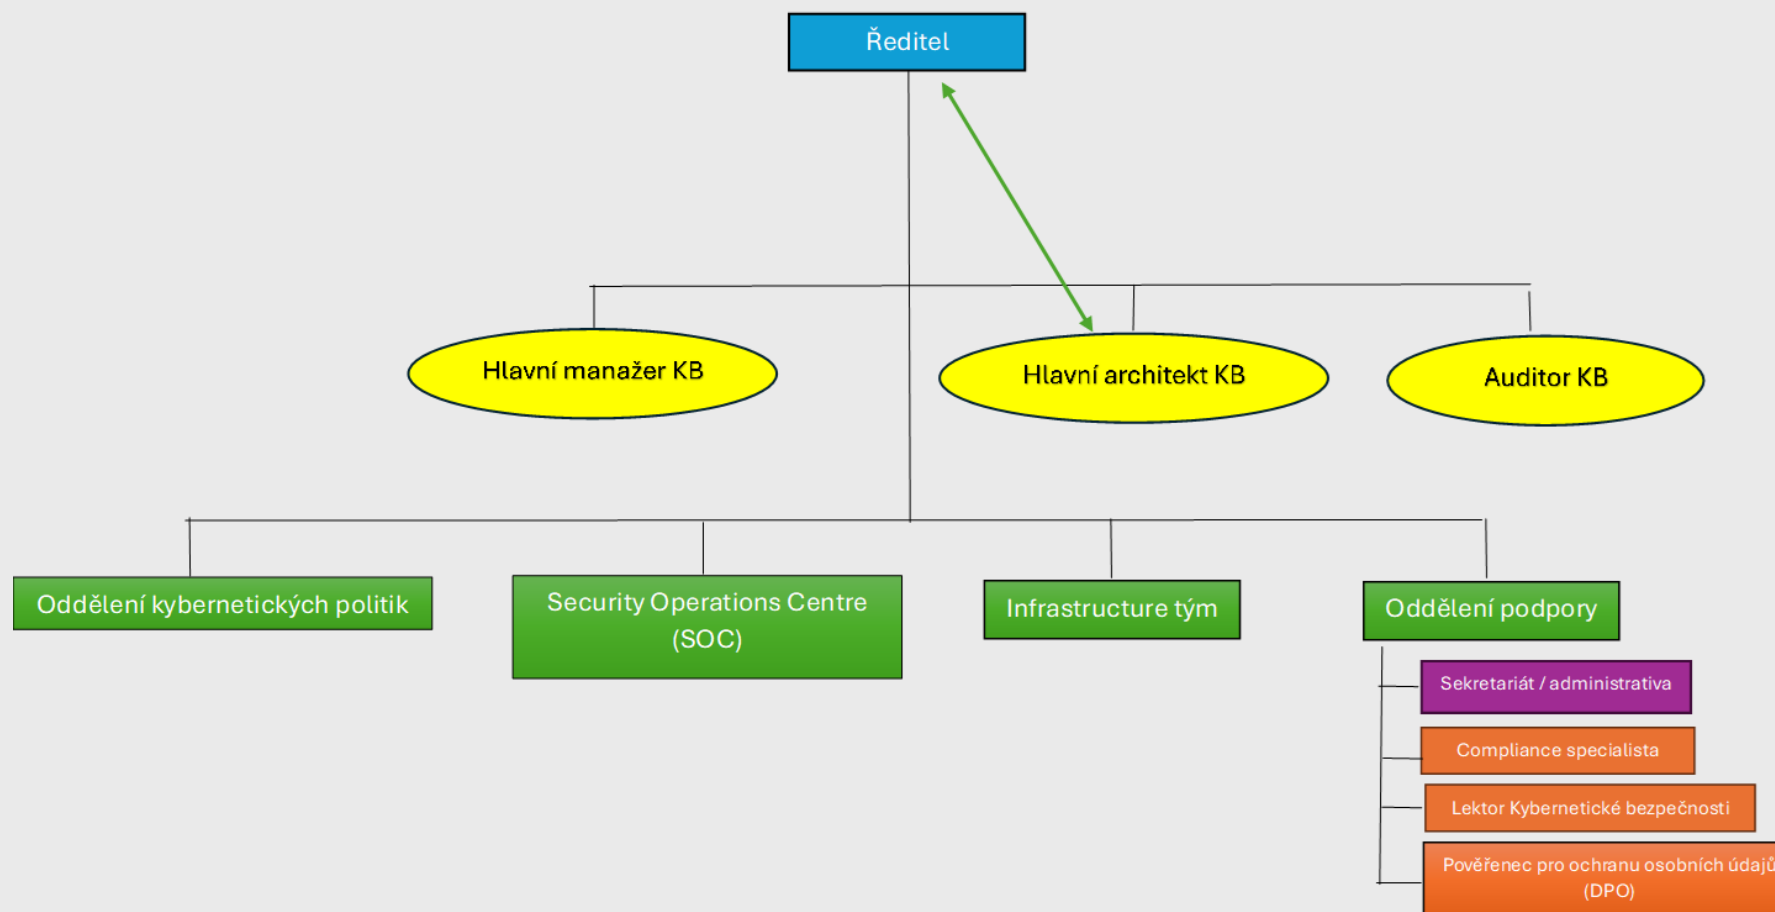 Ředitel
Hlavní manažer KB
Hlavní architekt KB
Auditor KB
Oddělení kybernetických politik
Security Operations Centre
(SOC)
Infrastructure tým
Oddělení podpory
Sekretariát / administrativa
Compliance specialista
Lektor Kybernetické bezpečnosti
Pověřenec pro ochranu osobních údajů
(DPO)